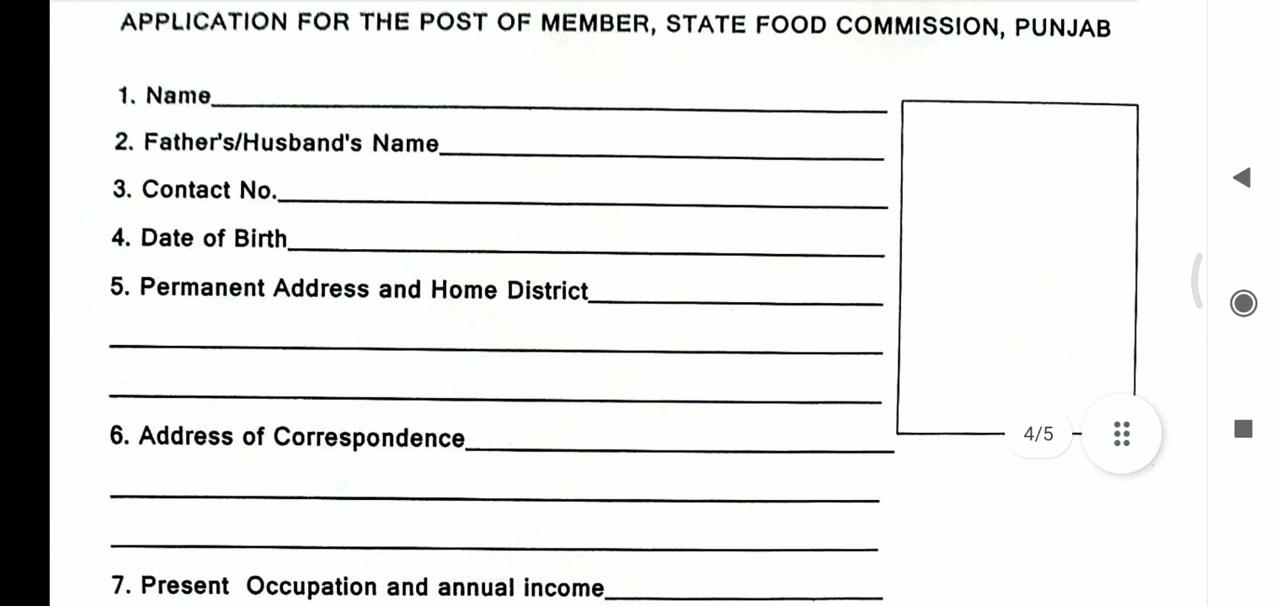 APPLICATION FOR THE POST OF MEMBER, STATE FOOD COMMISSION, PUNJAB
1. Name
2. Father's/Husband's Name
3. Contact No.
4. Date of Birth
5. Permanent Address and Home District
6. Address of Correspondence
4/5
7. Present Occupation and annual income